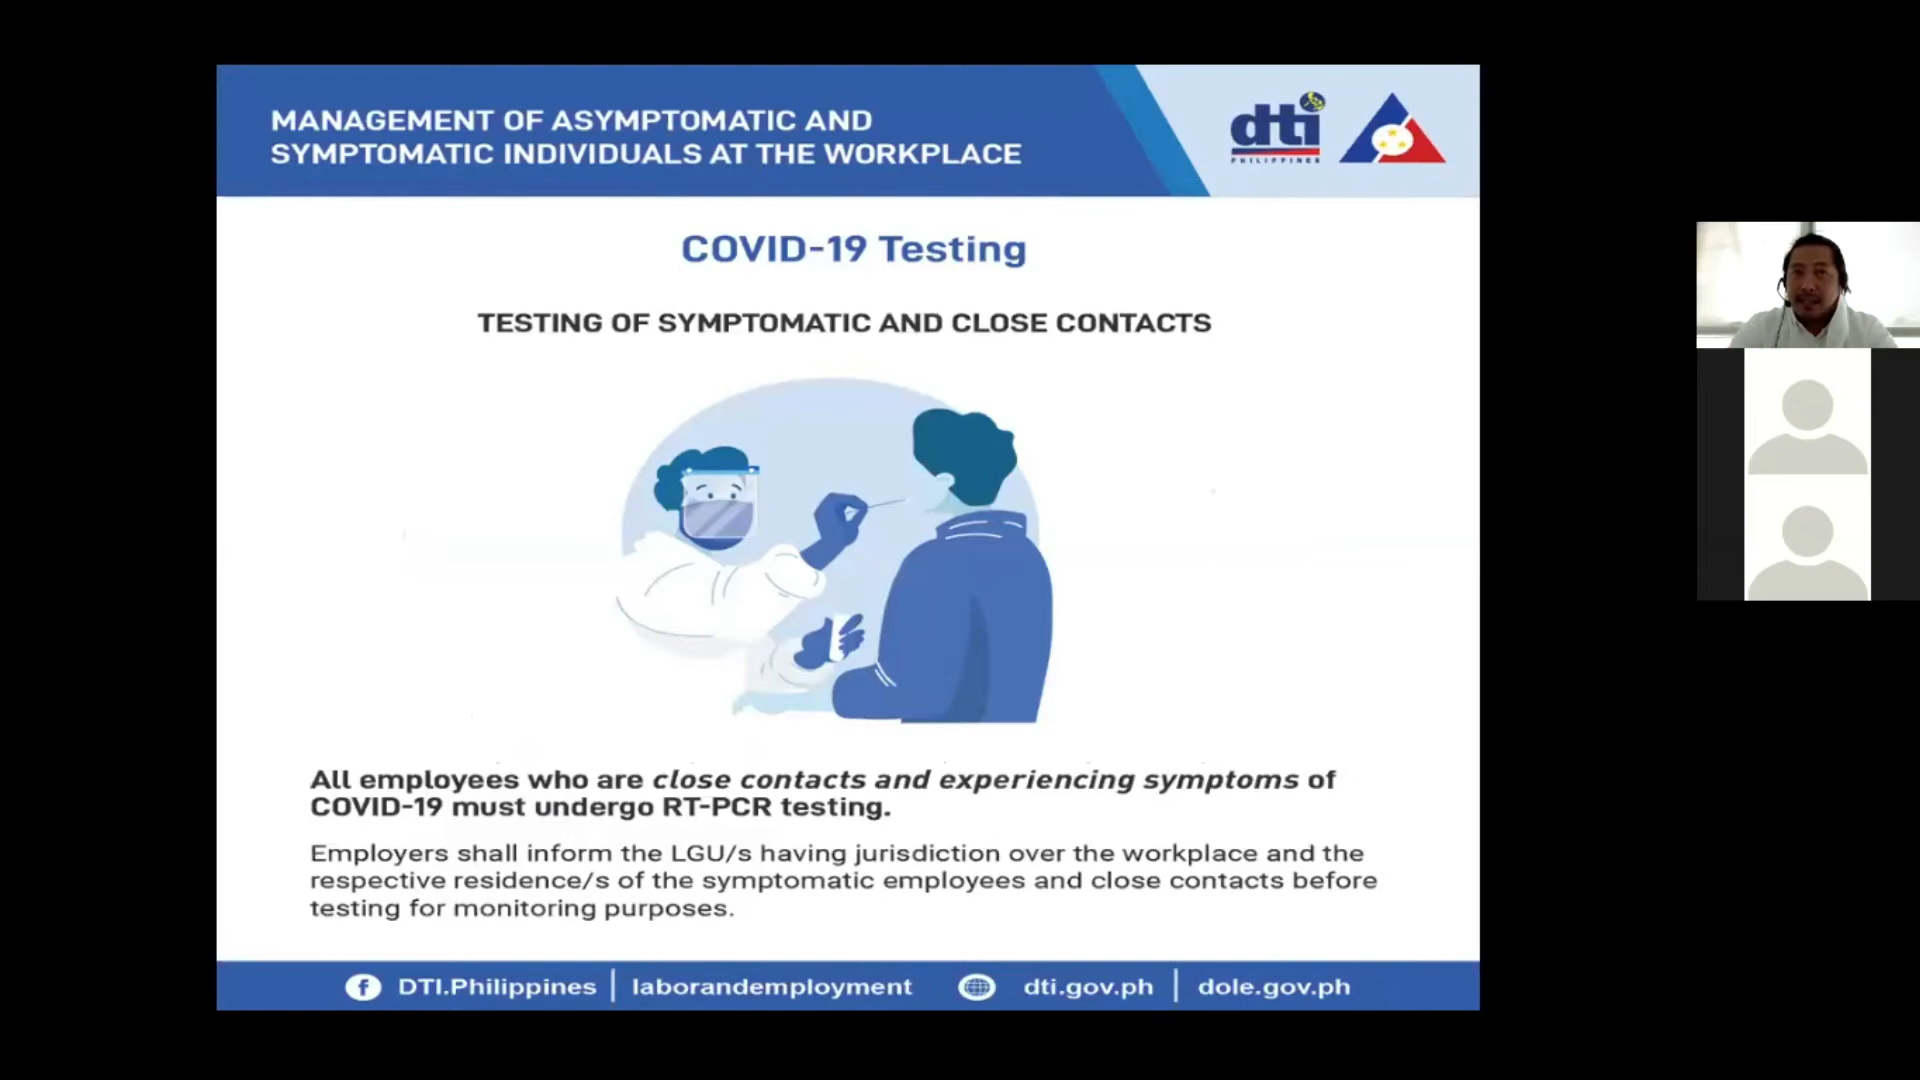 MANAGEMENT OF ASYMPTOMATIC AND
SYMPTOMATIC INDIVIDUALS AT THE WORKPLACE
dti
PHILIPPINES
COVID-19 Testing
TESTING OF SYMPTOMATIC AND CLOSE CONTACTS
All employees who are close contacts and experiencing symptoms of
COVID-19 must undergo RT-PCR testing.
Employers shall inform the LGU/s having jurisdiction over the workplace and the
respective residence/s of the symptomatic employees and close contacts before
testing for monitoring purposes.
f DTI.Philippines | laborandemployment dti.gov.ph | dole.gov.ph